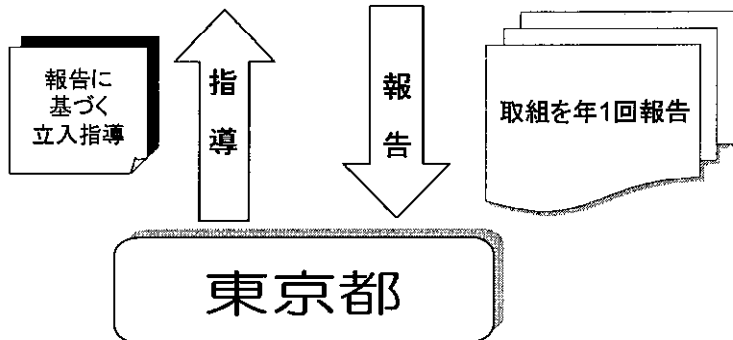 報告に
基づく
立入指導
指導
報告
取組を年1回報告
東京都